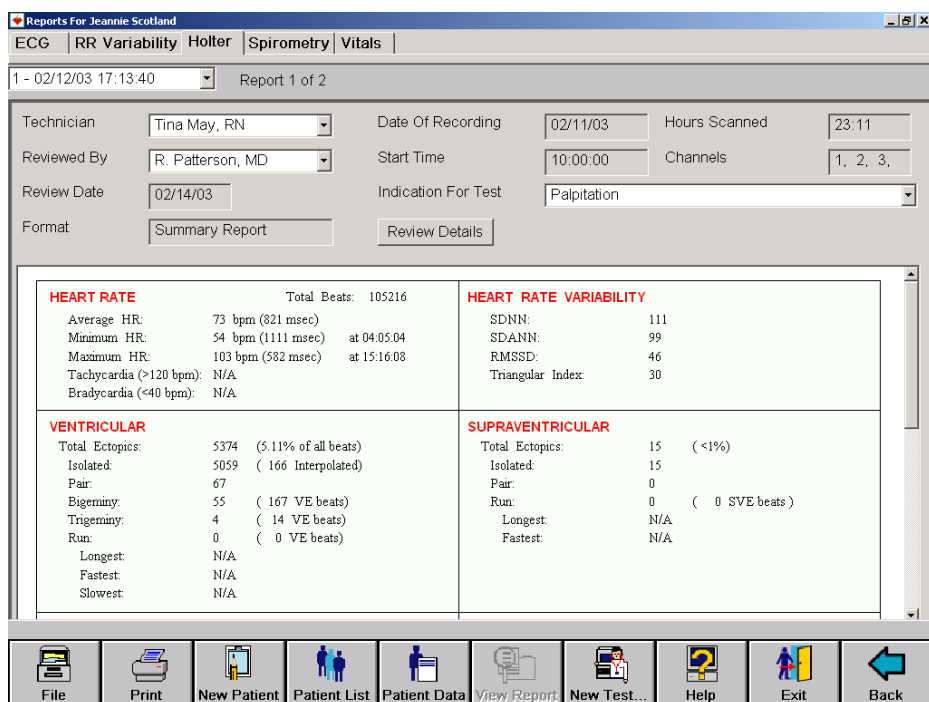 Reports For Jeannie Scotland
ECG RR Variability Holter Spirometry Vitals
1 - 02/12/03 17:13:40 Report 1 of 2
Technician Tina May, RN Date Of Recording 02/11/03 Hours Scanned 23:11
Reviewed By R. Patterson, MD Start Time 10:00:00 Channels 1, 2, 3,
Review Date 02/14/03 Indication For Test Palpitation
Format Summary Report Review Details
HEART RATE Total Beats: 105216
Average HR: 73 bpm (821 msec)
Minimum HR: 54 bpm (1111 msec) at 04:05:04
Maximum HR: 103 bpm (582 msec) at 15:16:08
Tachycardia (>120 bpm): N/A
Bradycardia (<40 bpm): N/A
HEART RATE VARIABILITY
SDNN: 111
SDANN: 99
RMSSD: 46
Triangular Index: 30
VENTRICULAR
Total Ectopics: 5374 (5.11% of all beats)
Isolated: 5059 ( 166 Interpolated)
Pair: 67
Bigeminy: 55 ( 167 VE beats)
Trigeminy: 4 ( 14 VE beats)
Run: 0 ( 0 VE beats)
Longest: N/A
Fastest: N/A
Slowest: N/A
SUPRAVENTRICULAR
Total Ectopics: 15 ( <1%)
Isolated: 15
Pair: 0
Run: 0 ( 0 SVE beats )
Longest: N/A
Fastest: N/A
File Print New Patient Patient List Patient Data View Report New Test... Help Exit Back